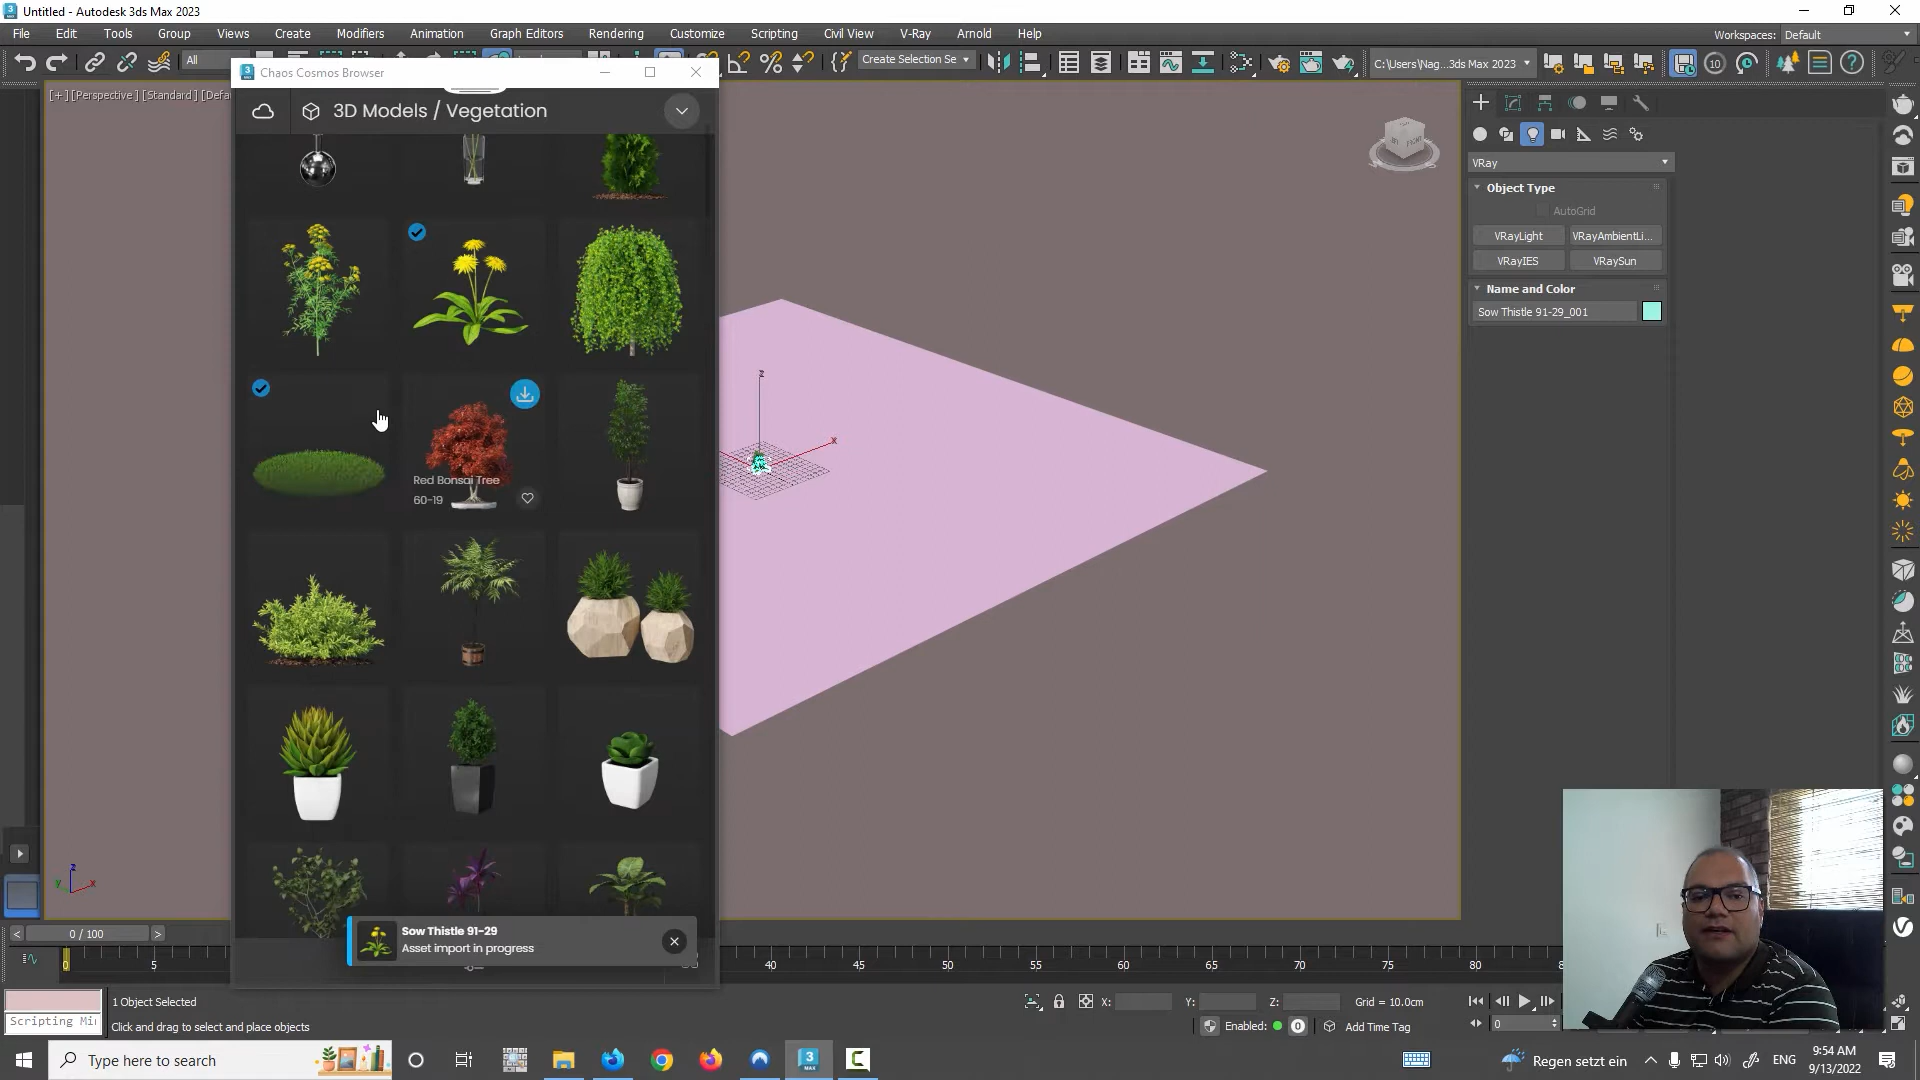 Untitled - Autodesk 3ds Max 2023
File Edit Tools Group Views Create Modifiers Animation Graph Editors Rendering Customize Scripting Civil View V-Ray Arnold Help
Workspaces: Default
All
Create Selection Se
C:\Users\Nag...3ds Max 2023
10
Chaos Cosmos Browser
[+] [Perspective] [Standard] [Defa
3D Models / Vegetation
VRay
Object Type
AutoGrid
VRayLight VRayAmbientLi...
VRayIES VRaySun
Name and Color
Sow Thistle 91-29_001
z
x
Red Bonsai Tree
60-19
z
y
x
Sow Thistle 91-29
Asset import in progress
< 0 / 100 >
0 5 40 45 50 55 60 65 70 75 80
1 Object Selected
X: Y: Z: Grid = 10.0cm
Scripting Mi
Click and drag to select and place objects
Enabled: 0 Add Time Tag
0
Type here to search
3
MAX
Regen setzt ein
ENG
9:54 AM
9/13/2022